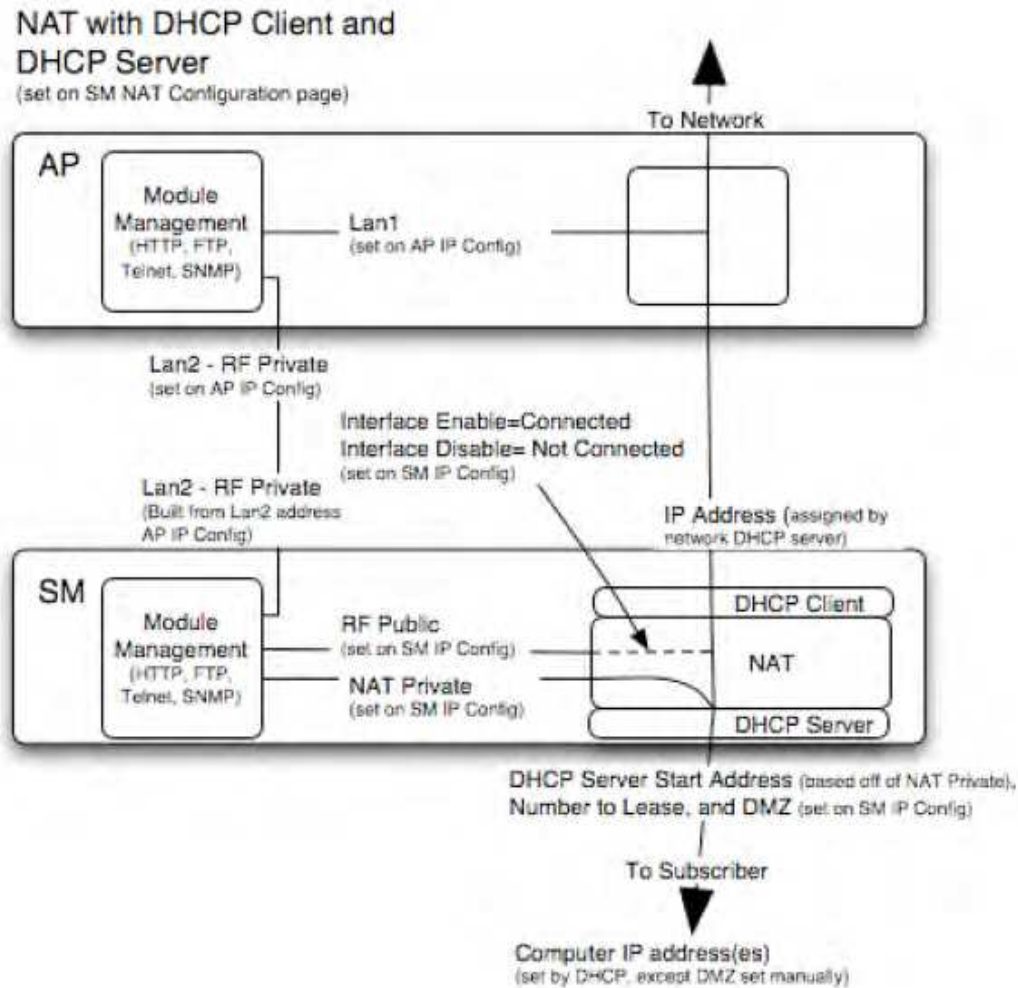 NAT with DHCP Client and
DHCP Server
(set on SM NAT Configuration page)
To Network
AP
Module
Management
(HTTP, FTP,
Telnet, SNMP)
Lan1
(set on AP IP Config)
Lan2 - RF Private
(set on AP IP Config)
Interface Enable=Connected
Interface Disable= Not Connected
(set on SM IP Config)
Lan2 - RF Private
(Built from Lan2 address
AP IP Config)
IP Address (assigned by
network DHCP server)
SM
Module
Management
(HTTP, FTP,
Telnet, SNMP)
RF Public
(set on SM IP Config)
NAT Private
(set on SM IP Config)
DHCP Client
NAT
DHCP Server
DHCP Server Start Address (based off of NAT Private),
Number to Lease, and DMZ (set on SM IP Config)
To Subscriber
Computer IP address(es)
(set by DHCP, except DMZ set manually)